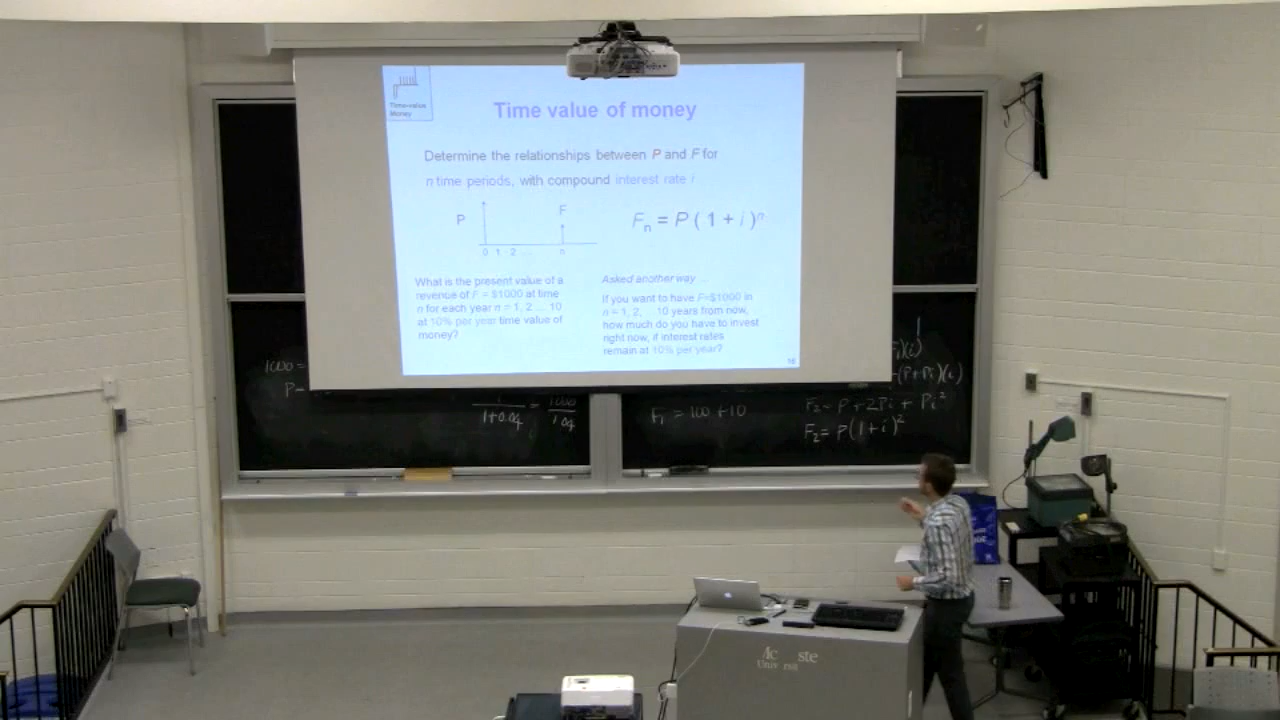 Time-value
Money
Time value of money
Determine the relationships between P and F for
n time periods, with compound interest rate i
P
F
0 1 2 ... n
Fn = P ( 1 + i )^n
What is the present value of a
revenue of F = $1000 at time
n for each year n = 1, 2 ... 10
at 10% per year time value of
money?
Asked another way ...
If you want to have F=$1000 in
n = 1, 2, 10 years from now,
how much do you have to invest
right now, if interest rates
remain at 10% per year?
16
1000 =
P=
1
1+0.04
=
1000
1.04
F1 = 100 + 10
)(i)
(P+Pi)(i)
F2 = P + 2Pi + Pi²
F2 = P(1+i)²
Mc ste
Univ rsit